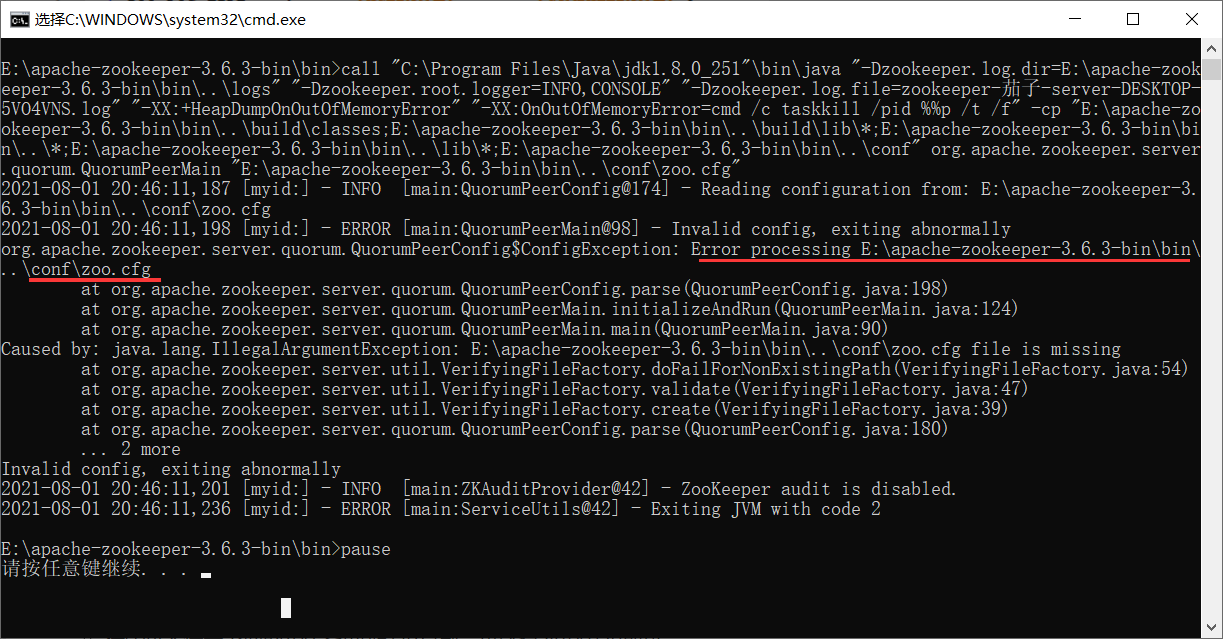 选择C:\WINDOWS\system32\cmd.exe
E:\apache-zookeeper-3.6.3-bin\bin>call "C:\Program Files\Java\jdk1.8.0_251"\bin\java "-Dzookeeper.log.dir=E:\apache-zook
eeper-3.6.3-bin\bin\..\logs" "-Dzookeeper.root.logger=INFO,CONSOLE" "-Dzookeeper.log.file=zookeeper-茄子-server-DESKTOP-
5VO4VNS.log" "-XX:+HeapDumpOnOutOfMemoryError" "-XX:OnOutOfMemoryError=cmd /c taskkill /pid %%p /t /f" -cp "E:\apache-zo
okeeper-3.6.3-bin\bin\..\build\classes;E:\apache-zookeeper-3.6.3-bin\bin\..\build\lib\*;E:\apache-zookeeper-3.6.3-bin\bi
n\..\*;E:\apache-zookeeper-3.6.3-bin\bin\..\lib\*;E:\apache-zookeeper-3.6.3-bin\bin\..\conf" org.apache.zookeeper.server
.quorum.QuorumPeerMain "E:\apache-zookeeper-3.6.3-bin\bin\..\conf\zoo.cfg"
2021-08-01 20:46:11,187 [myid:] - INFO  [main:QuorumPeerConfig@174] - Reading configuration from: E:\apache-zookeeper-3.
6.3-bin\bin\..\conf\zoo.cfg
2021-08-01 20:46:11,198 [myid:] - ERROR [main:QuorumPeerMain@98] - Invalid config, exiting abnormally
org.apache.zookeeper.server.quorum.QuorumPeerConfig$ConfigException: Error processing E:\apache-zookeeper-3.6.3-bin\bin\
..\conf\zoo.cfg
at org.apache.zookeeper.server.quorum.QuorumPeerConfig.parse(QuorumPeerConfig.java:198)
at org.apache.zookeeper.server.quorum.QuorumPeerMain.initializeAndRun(QuorumPeerMain.java:124)
at org.apache.zookeeper.server.quorum.QuorumPeerMain.main(QuorumPeerMain.java:90)
Caused by: java.lang.IllegalArgumentException: E:\apache-zookeeper-3.6.3-bin\bin\..\conf\zoo.cfg file is missing
at org.apache.zookeeper.server.util.VerifyingFileFactory.doFailForNonExistingPath(VerifyingFileFactory.java:54)
at org.apache.zookeeper.server.util.VerifyingFileFactory.validate(VerifyingFileFactory.java:47)
at org.apache.zookeeper.server.util.VerifyingFileFactory.create(VerifyingFileFactory.java:39)
at org.apache.zookeeper.server.quorum.QuorumPeerConfig.parse(QuorumPeerConfig.java:180)
... 2 more
Invalid config, exiting abnormally
2021-08-01 20:46:11,201 [myid:] - INFO  [main:ZKAuditProvider@42] - ZooKeeper audit is disabled.
2021-08-01 20:46:11,236 [myid:] - ERROR [main:ServiceUtils@42] - Exiting JVM with code 2
E:\apache-zookeeper-3.6.3-bin\bin>pause
请按任意键继续. . .